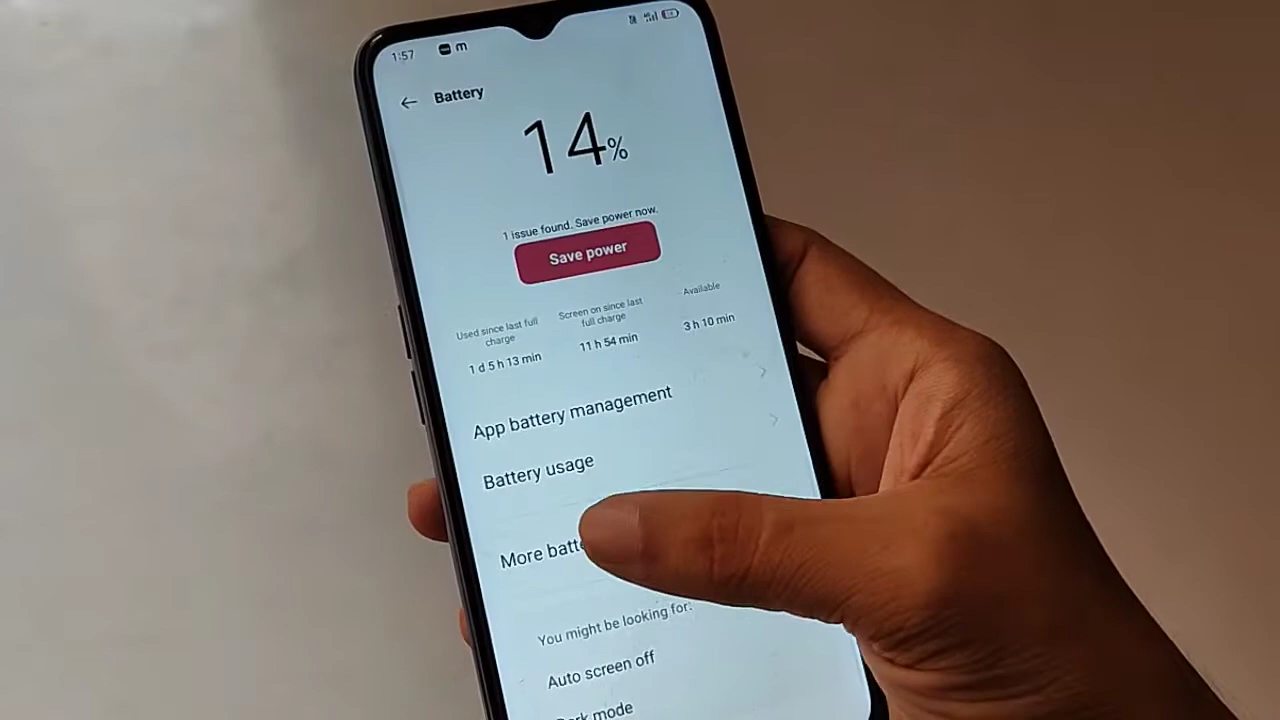 1:57 m
Battery
14%
1 issue found. Save power now.
Save power
Used since last full
charge
1 d 5 h 13 min
Screen on since last
full charge
11 h 54 min
Available
3 h 10 min
App battery management
Battery usage
More
You might be looking for:
Auto screen off
mode